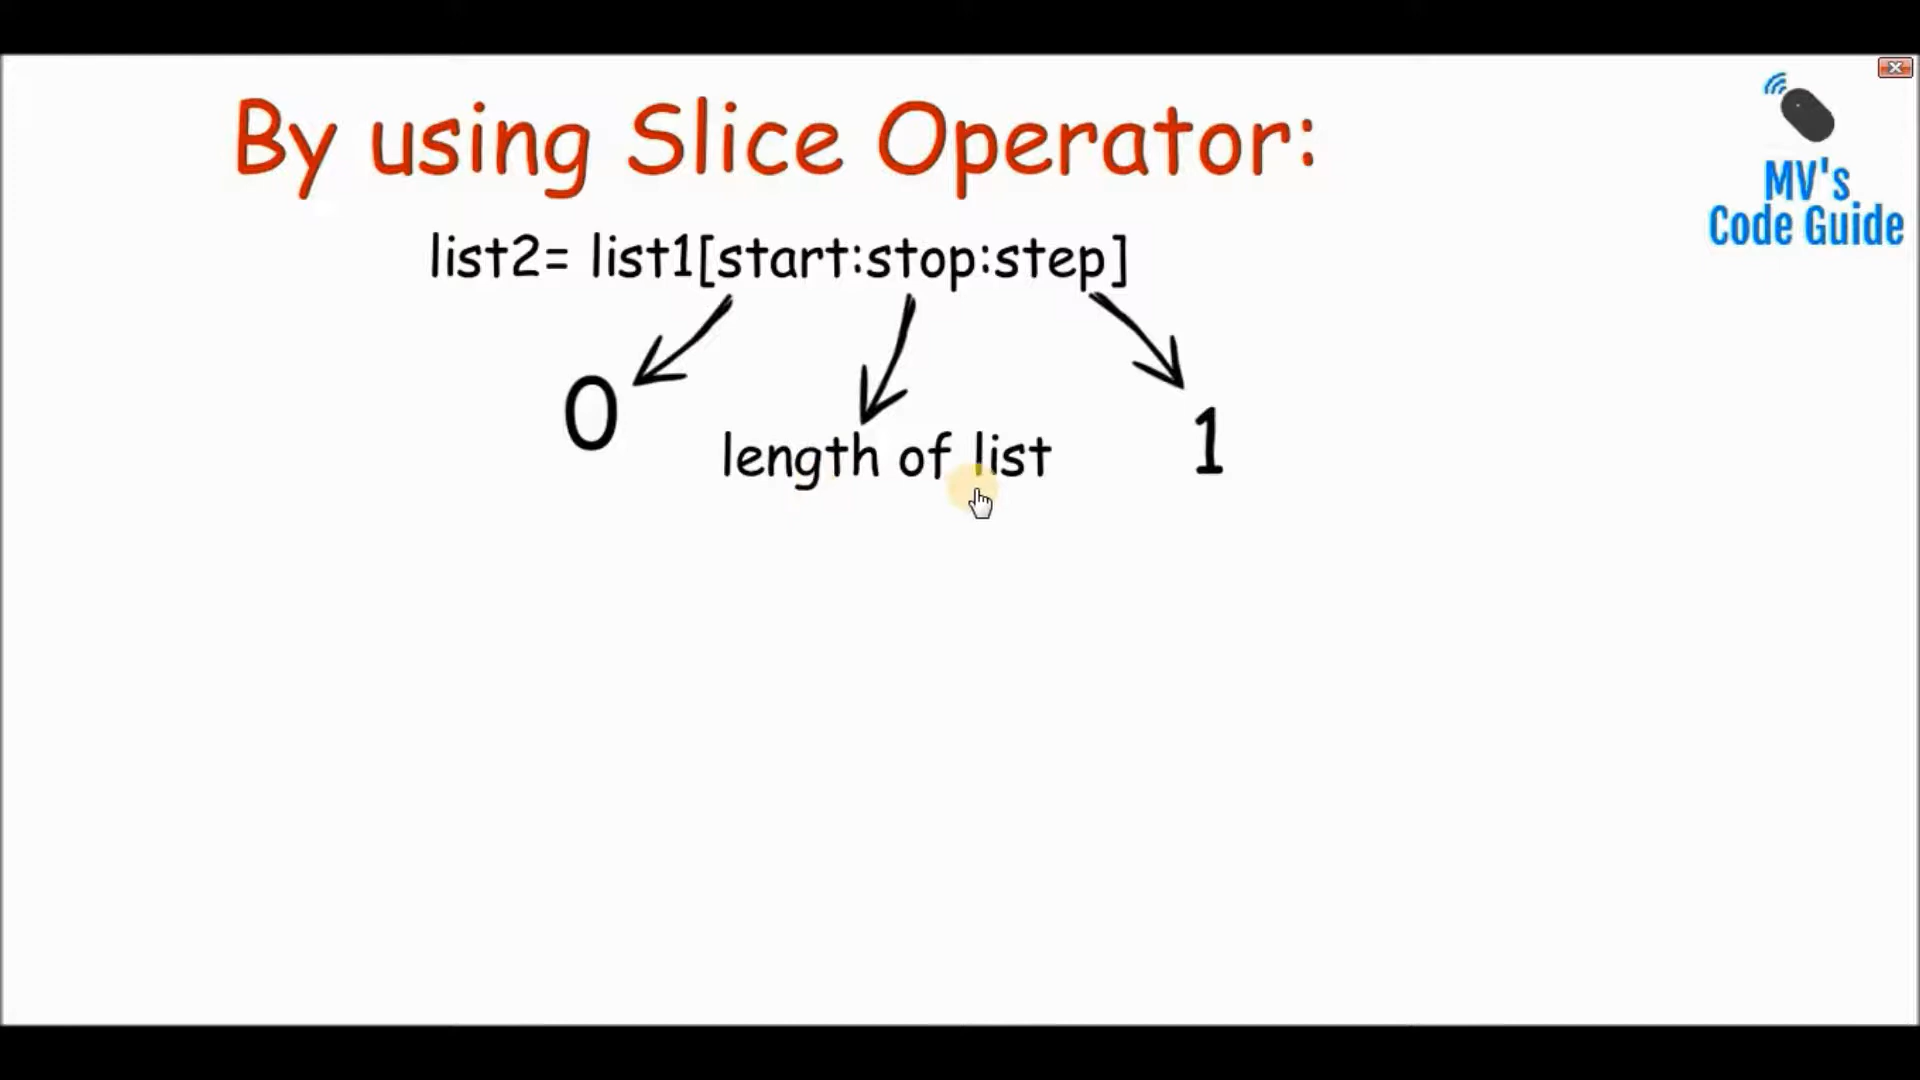 By using Slice Operator:
MV's
Code Guide
list2= list1[start:stop:step]
0
length of list
1